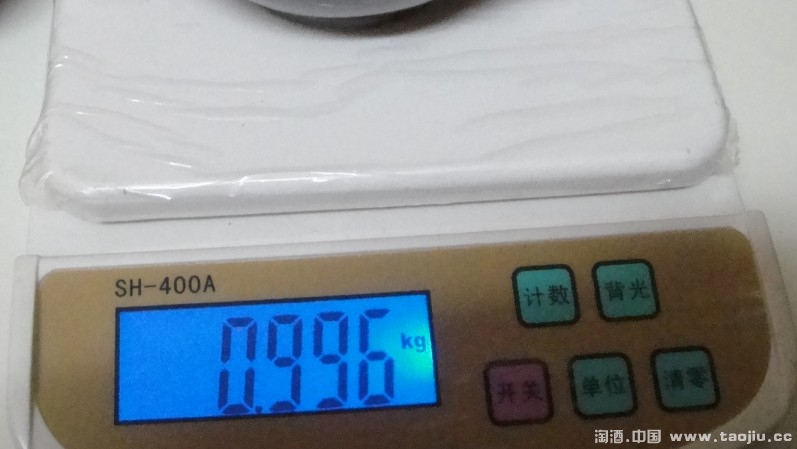 SH-400A
计数 背光
0.996 kg
开关 单位 清零
淘酒.中国 www.taojiu.cc